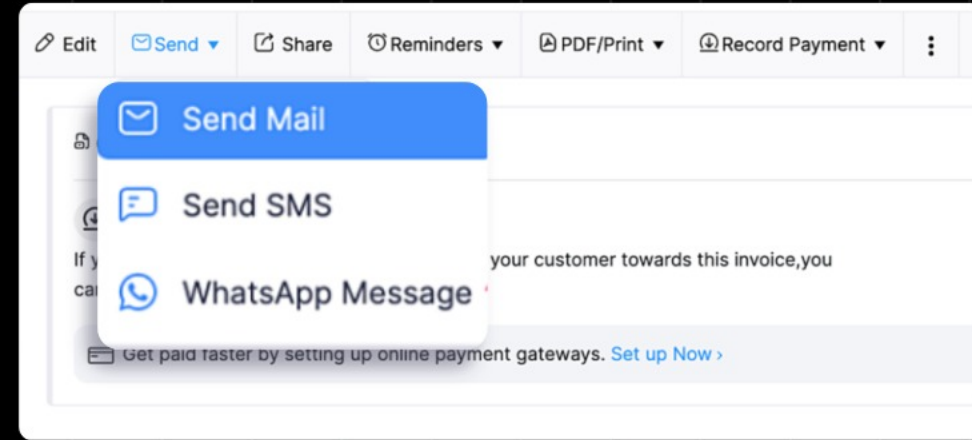 Edit Send Share Reminders PDF/Print Record Payment
Send Mail
Send SMS
If your customer towards this invoice,you
WhatsApp Message
Get paid faster by setting up online payment gateways. Set up Now ›